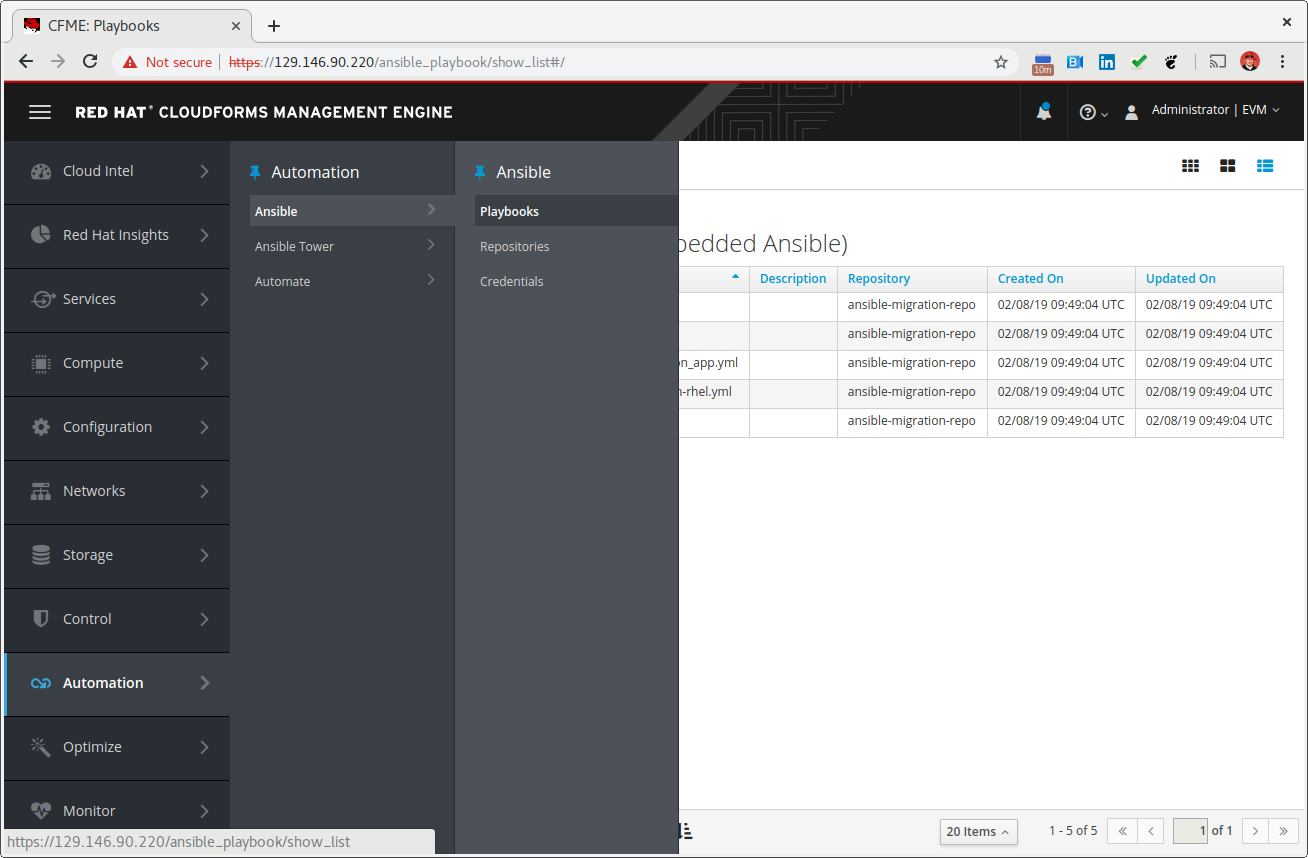 CFME: Playbooks
Not secure https://129.146.90.220/ansible_playbook/show_list#/
10m
RED HAT® CLOUDFORMS MANAGEMENT ENGINE
Administrator | EVM
Cloud Intel
Red Hat Insights
Services
Compute
Configuration
Networks
Storage
Control
Automation
Optimize
Monitor
Automation
Ansible
Ansible Tower
Automate
Ansible
Playbooks
Repositories
Credentials
bedded Ansible)
Description Repository Created On Updated On
ansible-migration-repo 02/08/19 09:49:04 UTC 02/08/19 09:49:04 UTC
ansible-migration-repo 02/08/19 09:49:04 UTC 02/08/19 09:49:04 UTC
on_app.yml ansible-migration-repo 02/08/19 09:49:04 UTC 02/08/19 09:49:04 UTC
n-rhel.yml ansible-migration-repo 02/08/19 09:49:04 UTC 02/08/19 09:49:04 UTC
ansible-migration-repo 02/08/19 09:49:04 UTC 02/08/19 09:49:04 UTC
20 Items 1 - 5 of 5 « ‹ 1 of 1 › »
https://129.146.90.220/ansible_playbook/show_list